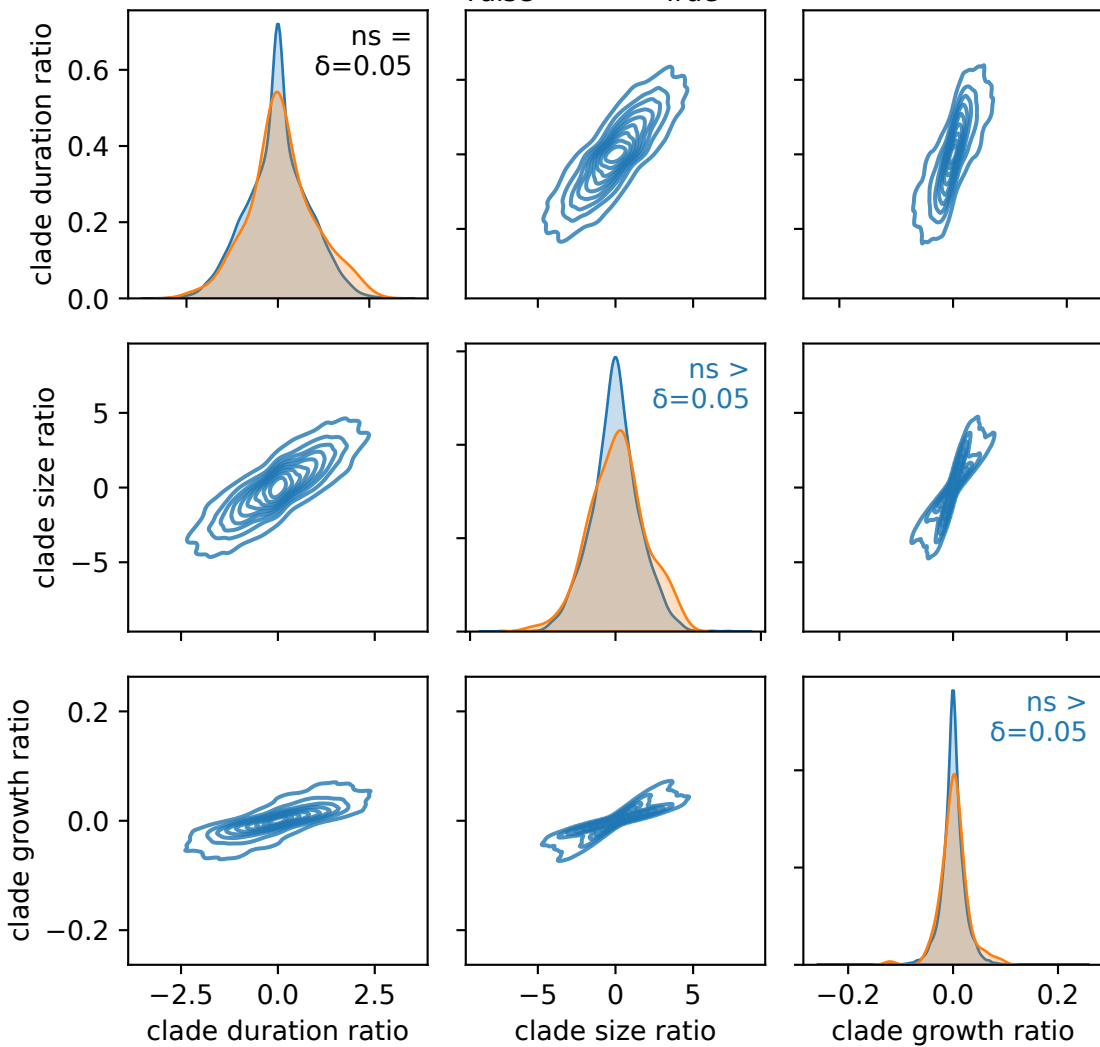 clade duration ratio
0.6
0.4
0.2
0.0
ns =
δ=0.05
clade size ratio
5
0
−5
ns >
δ=0.05
clade growth ratio
0.2
0.0
−0.2
ns >
δ=0.05
−2.5 0.0 2.5
−5 0 5
−0.2 0.0 0.2
clade duration ratio
clade size ratio
clade growth ratio